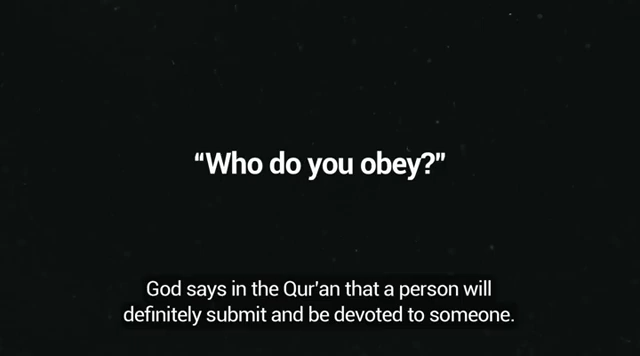 “Who do you obey?”
God says in the Qur'an that a person will
definitely submit and be devoted to someone.